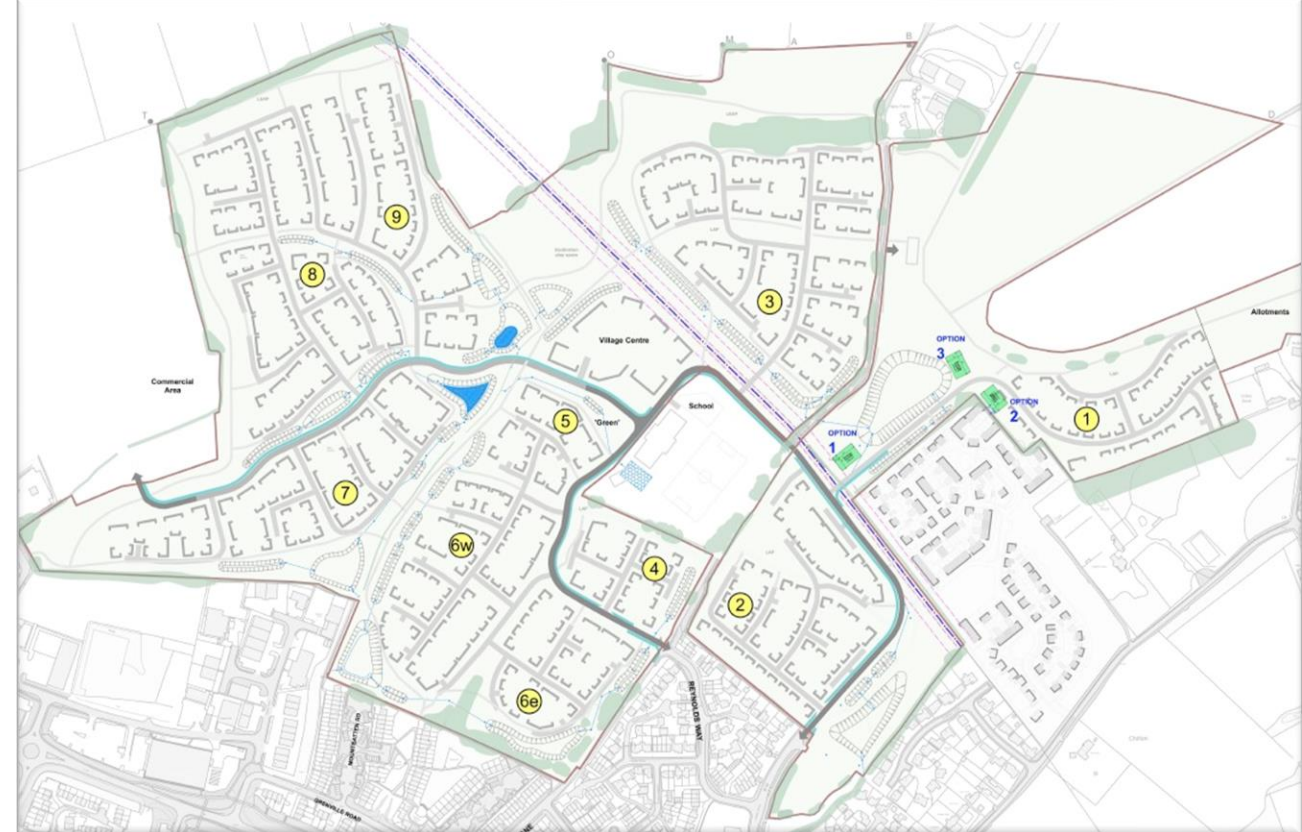 O
M
A
B
C
D
T
9
8
3
Village Centre
OPTION
3
Allotments
Commercial
Area
School
OPTION
2
1
5
'Green'
OPTION
1
7
6w
4
2
6e
REYNOLDS WAY
MOUNTBATTEN RD
GRENVILLE ROAD
Chilton